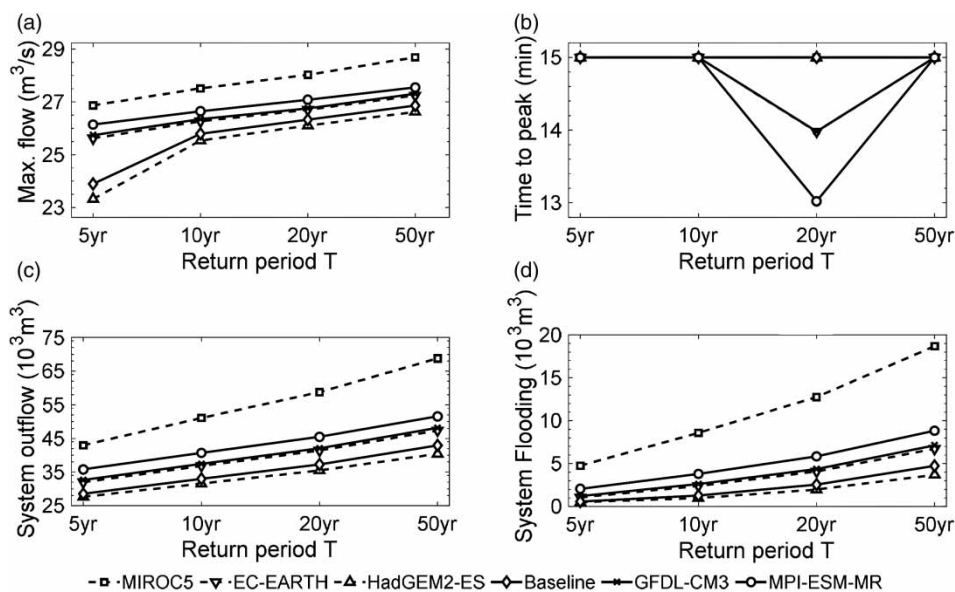 (a)
Max. flow (m³/s)
29
27
25
23
5yr 10yr 20yr 50yr
Return period T
(b)
Time to peak (min)
15
14
13
5yr 10yr 20yr 50yr
Return period T
(c)
System outflow (10³m³)
75
65
55
45
35
25
5yr 10yr 20yr 50yr
Return period T
(d)
System Flooding (10³m³)
20
15
10
5
0
5yr 10yr 20yr 50yr
Return period T
MIROC5 EC-EARTH HadGEM2-ES Baseline GFDL-CM3 MPI-ESM-MR